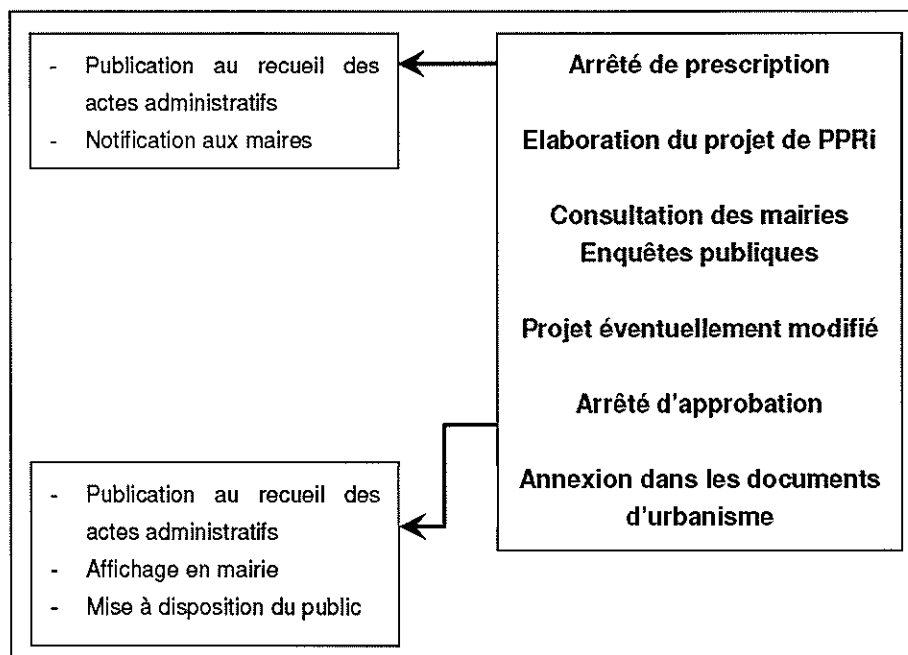 - Publication au recueil des
actes administratifs
- Notification aux maires
Arrêté de prescription
Elaboration du projet de PPRi
Consultation des mairies
Enquêtes publiques
Projet éventuellement modifié
Arrêté d'approbation
Annexion dans les documents
d'urbanisme
- Publication au recueil des
actes administratifs
- Affichage en mairie
- Mise à disposition du public